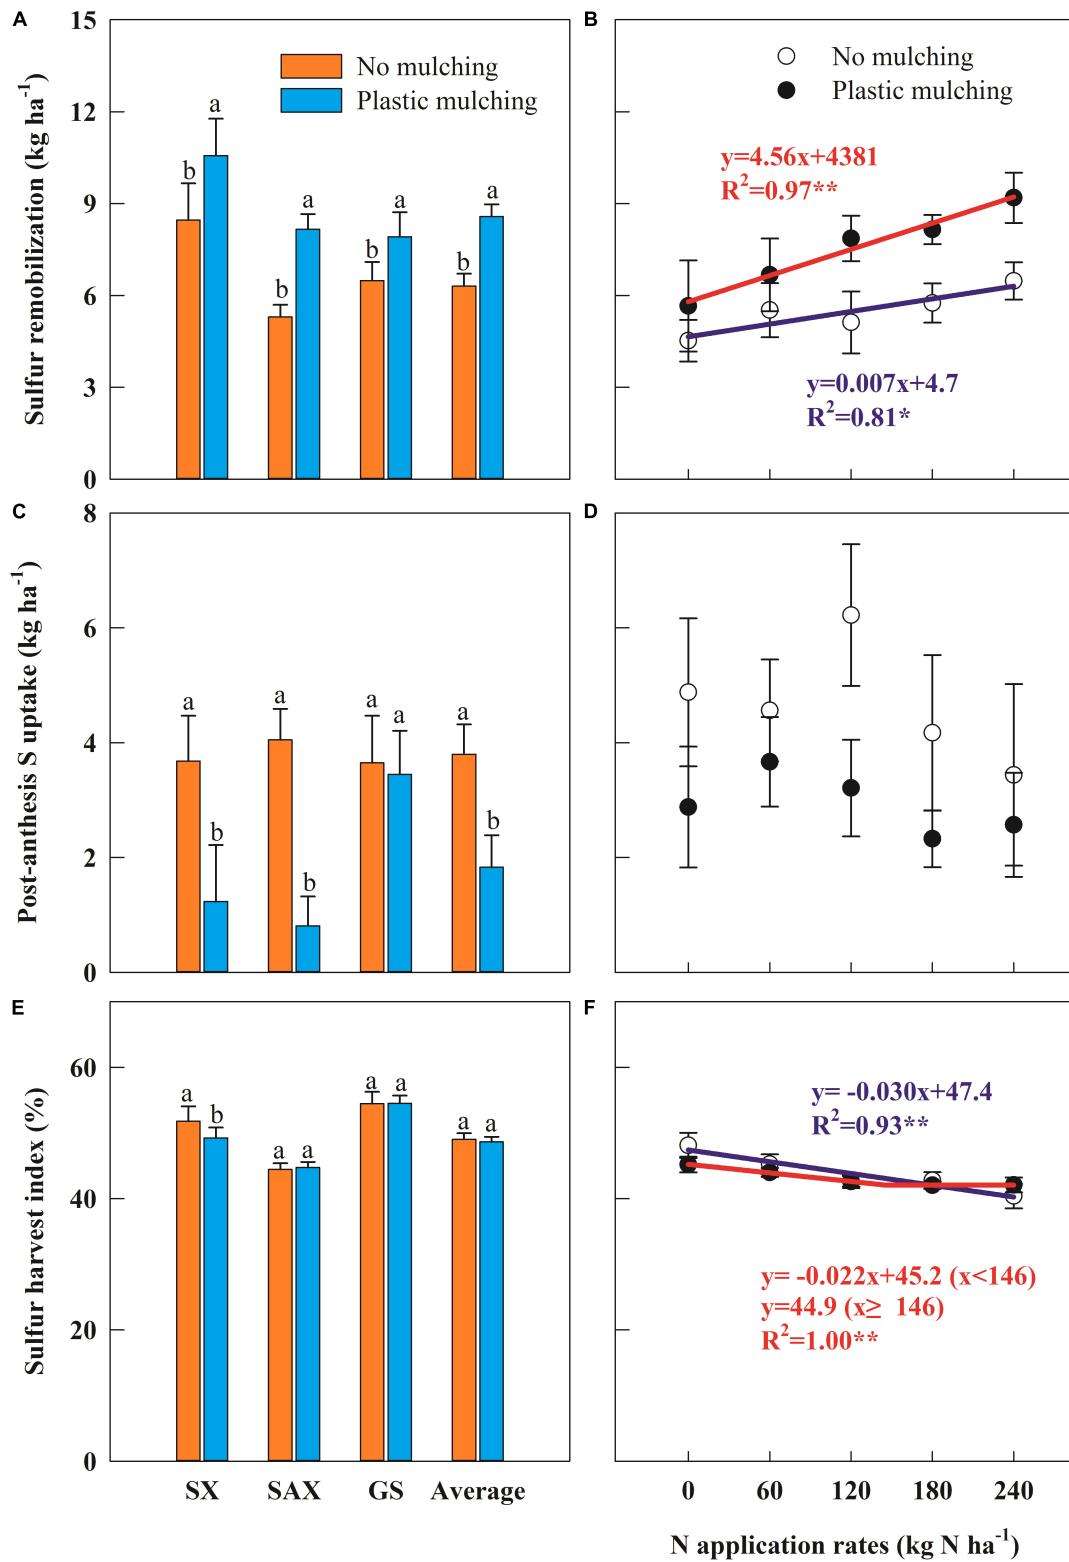 A
B
15
12
9
6
3
0
Sulfur remobilization (kg ha⁻¹)
No mulching
Plastic mulching
b
a
b
a
b
a
b
a
No mulching
Plastic mulching
y=4.56x+4381
R²=0.97**
y=0.007x+4.7
R²=0.81*
C
D
8
6
4
2
0
Post-anthesis S uptake (kg ha⁻¹)
a
b
a
b
a
a
a
b
E
F
60
40
20
0
Sulfur harvest index (%)
a
b
a
a
a
a
a
a
y= -0.030x+47.4
R²=0.93**
y= -0.022x+45.2 (x<146)
y=44.9 (x≥ 146)
R²=1.00**
SX SAX GS Average
0 60 120 180 240
N application rates (kg N ha⁻¹)